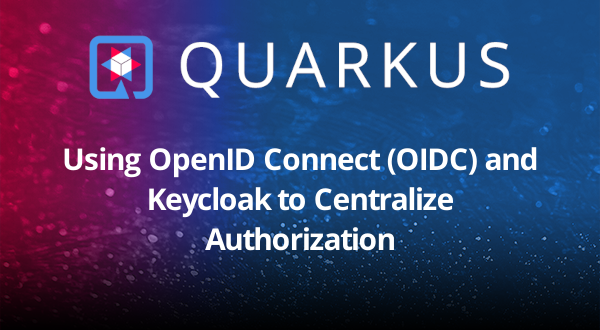 QUARKUS
Using OpenID Connect (OIDC) and
Keycloak to Centralize
Authorization